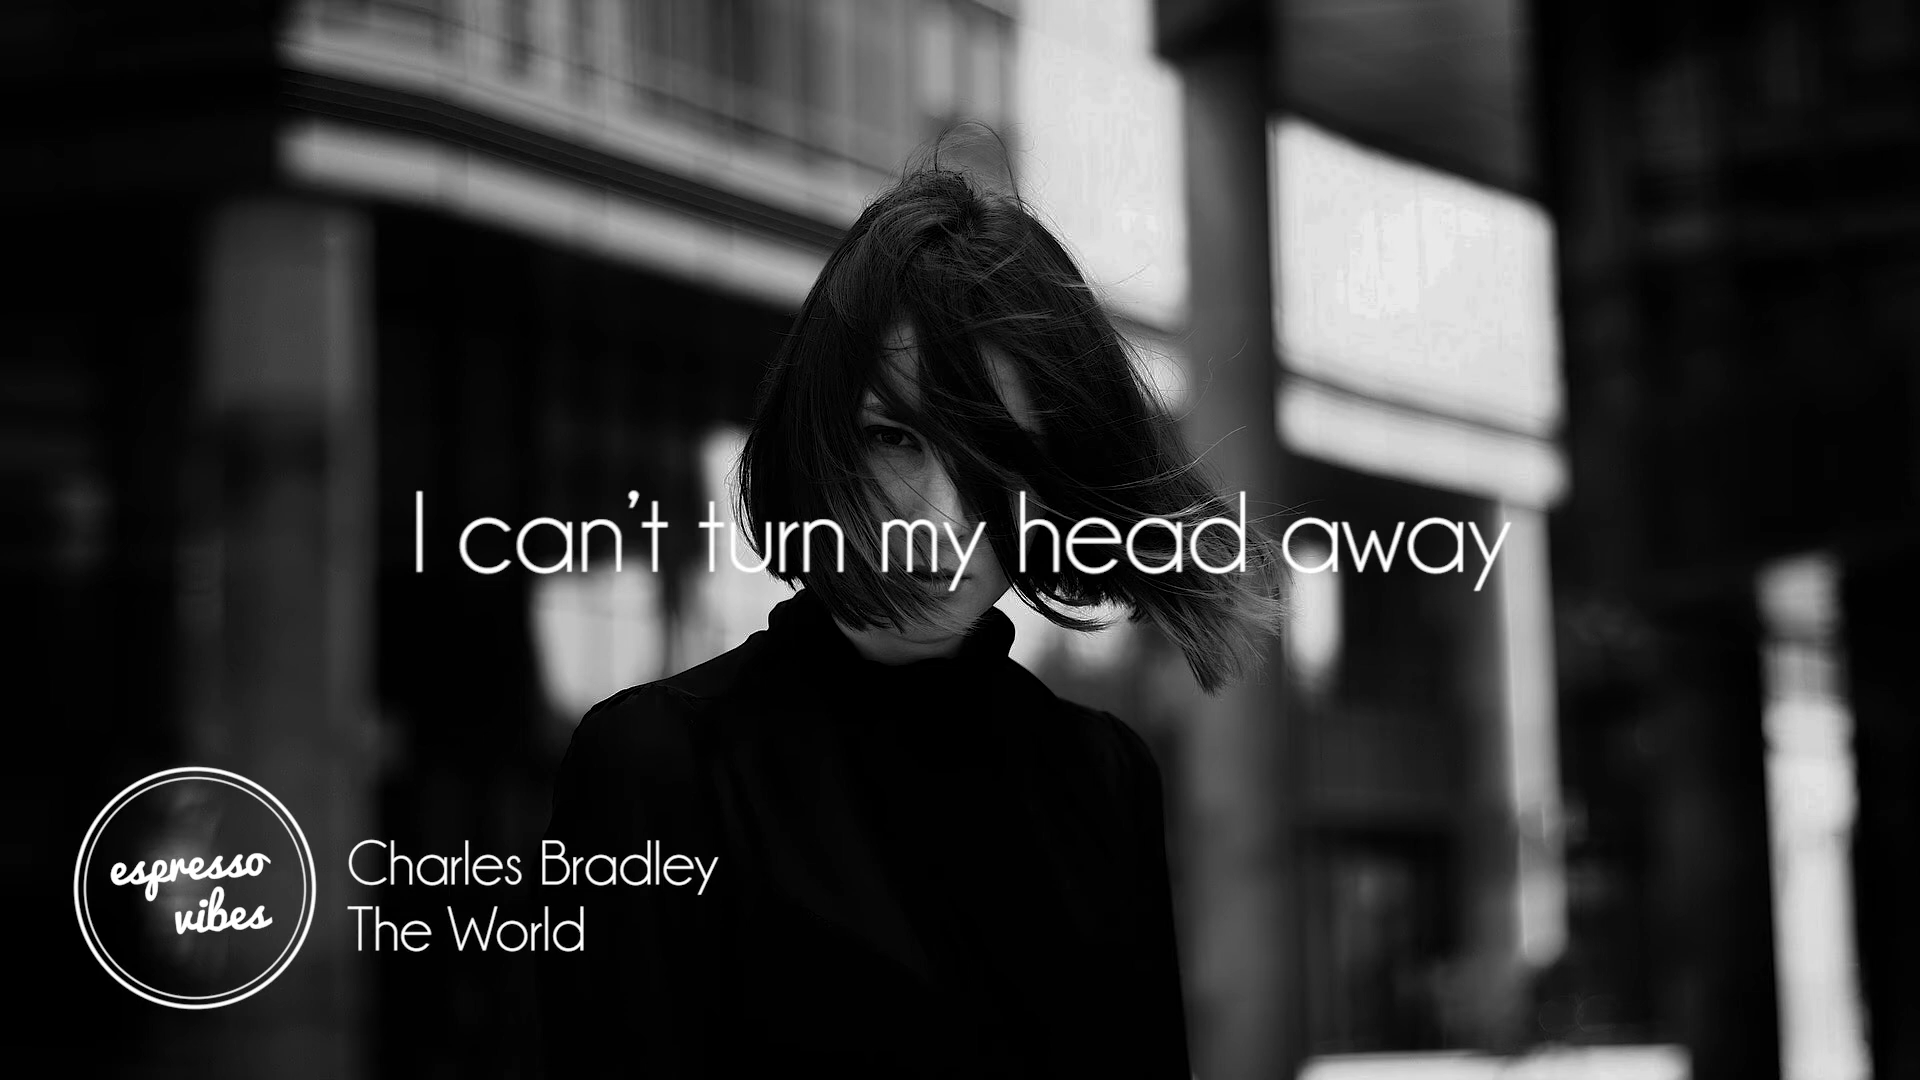 I can't turn my head away
espresso
vibes
Charles Bradley
The World